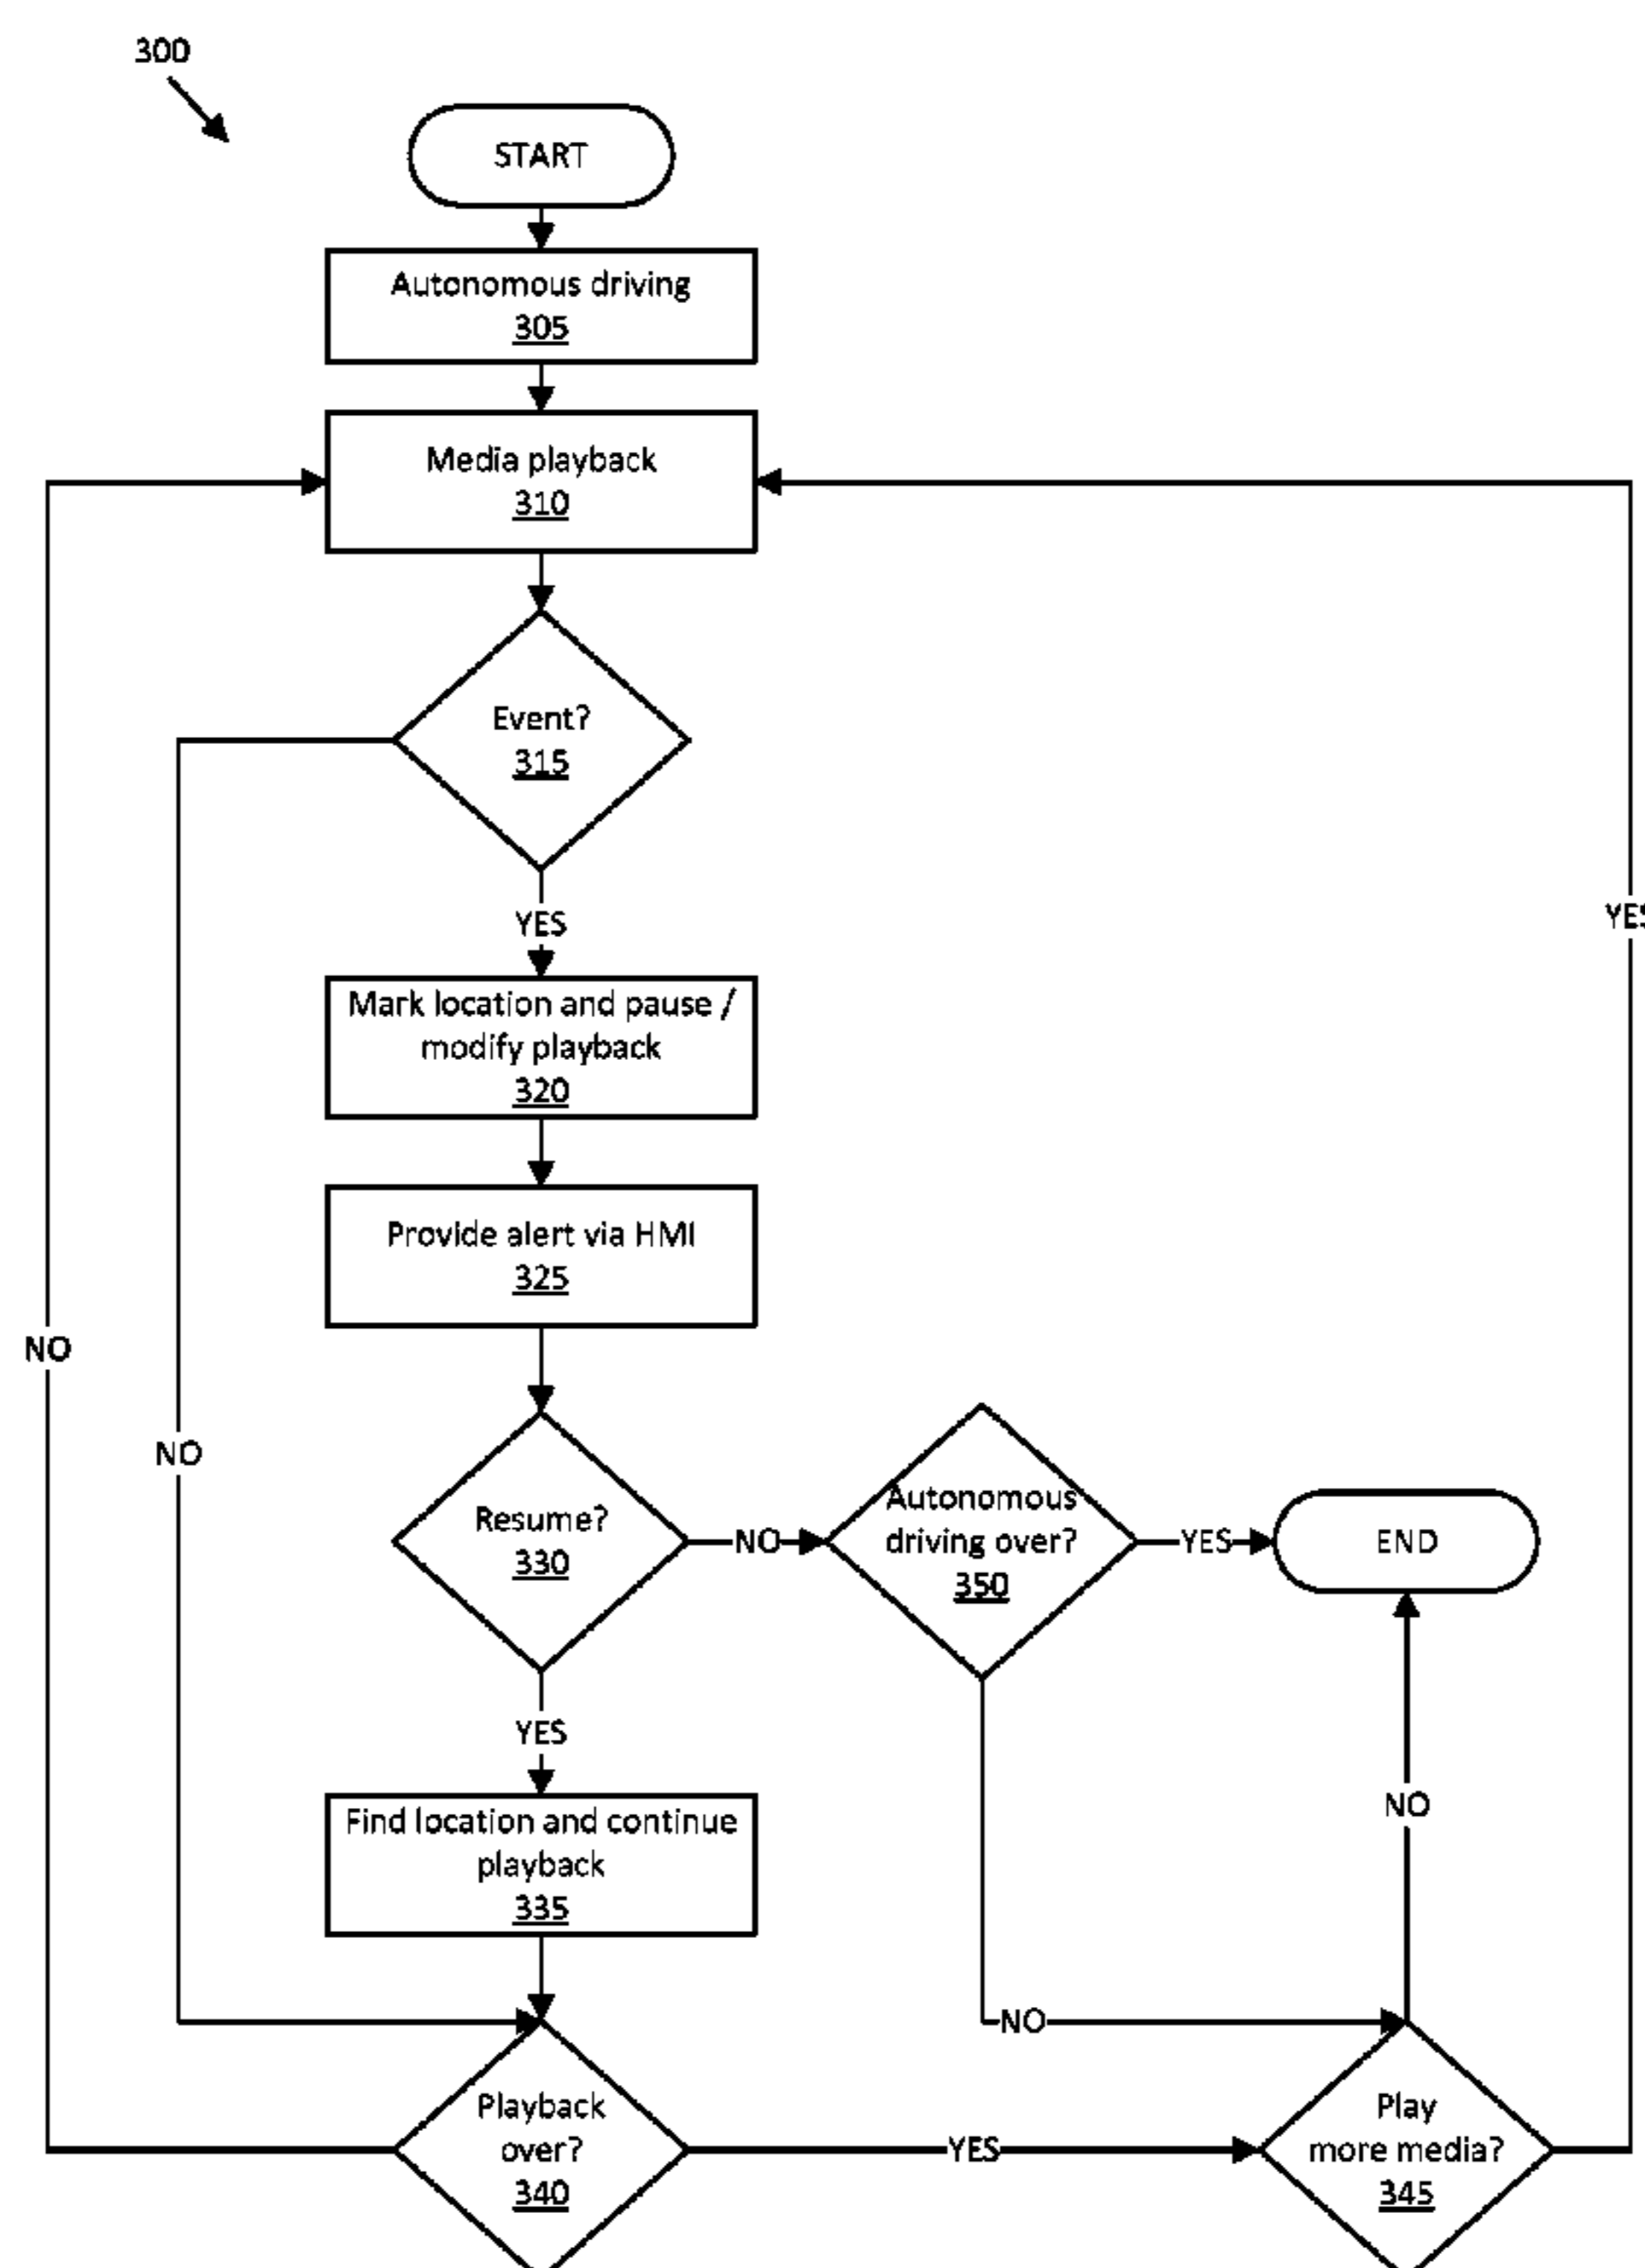 300
START
Autonomous driving
305
Media playback
310
Event?
315
YES
YES
Mark location and pause /
modify playback
320
Provide alert via HMI
325
NO
NO
Resume?
330
NO
Autonomous
driving over?
350
YES
END
YES
NO
Find location and continue
playback
335
NO
Playback
over?
340
YES
Play
more media?
345